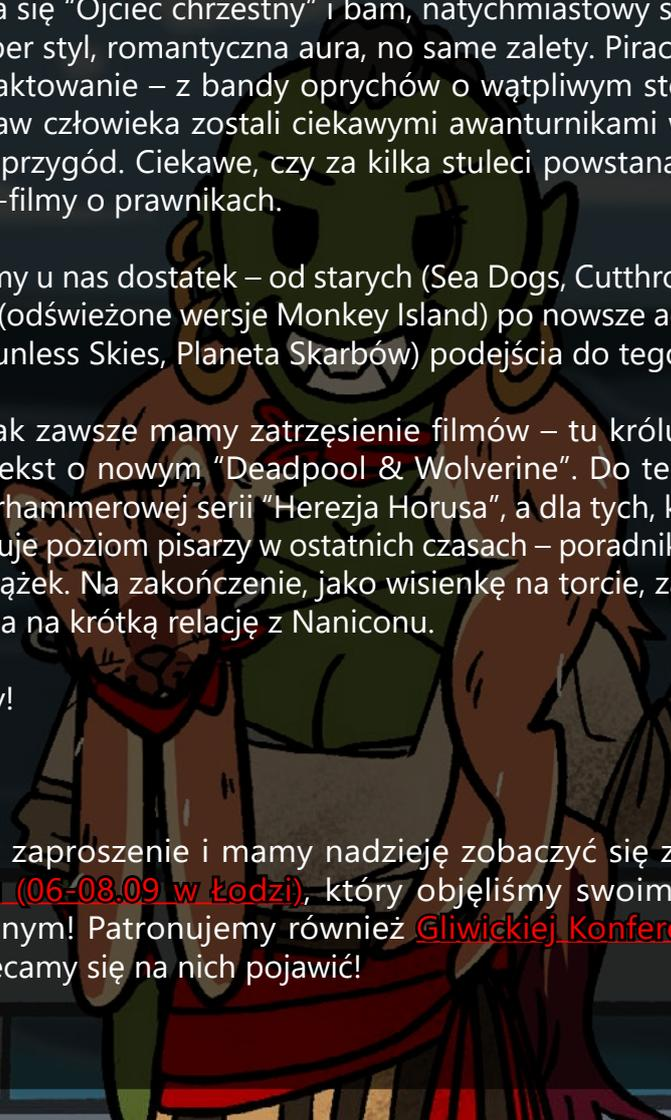 a się “Ojciec chrzestny” i bam, natychmiastowy s
per styl, romantyczna aura, no same zalety. Pirac
aktowanie – z bandy oprychów o wątpliwym sto
aw człowieka zostali ciekawymi awanturnikami w
przygód. Ciekawe, czy za kilka stuleci powstaną
-filmy o prawnikach.
my u nas dostatek – od starych (Sea Dogs, Cutthro
(odświeżone wersje Monkey Island) po nowsze a
unless Skies, Planeta Skarbów) podejścia do tego
ak zawsze mamy zatrzęsienie filmów – tu królu
ekst o nowym “Deadpool & Wolverine”. Do te
rhammerowej serii “Herezja Horusa”, a dla tych, k
uje poziom pisarzy w ostatnich czasach – poradnik
ążek. Na zakończenie, jako wisienkę na torcie, z
a na krótką relację z Naniconu.
y!
zaproszenie i mamy nadzieję zobaczyć się z
(06-08.09 w Łodzi), który objęliśmy swoim
nym! Patronujemy również Gliwickiej Konfere
ecamy się na nich pojawić!